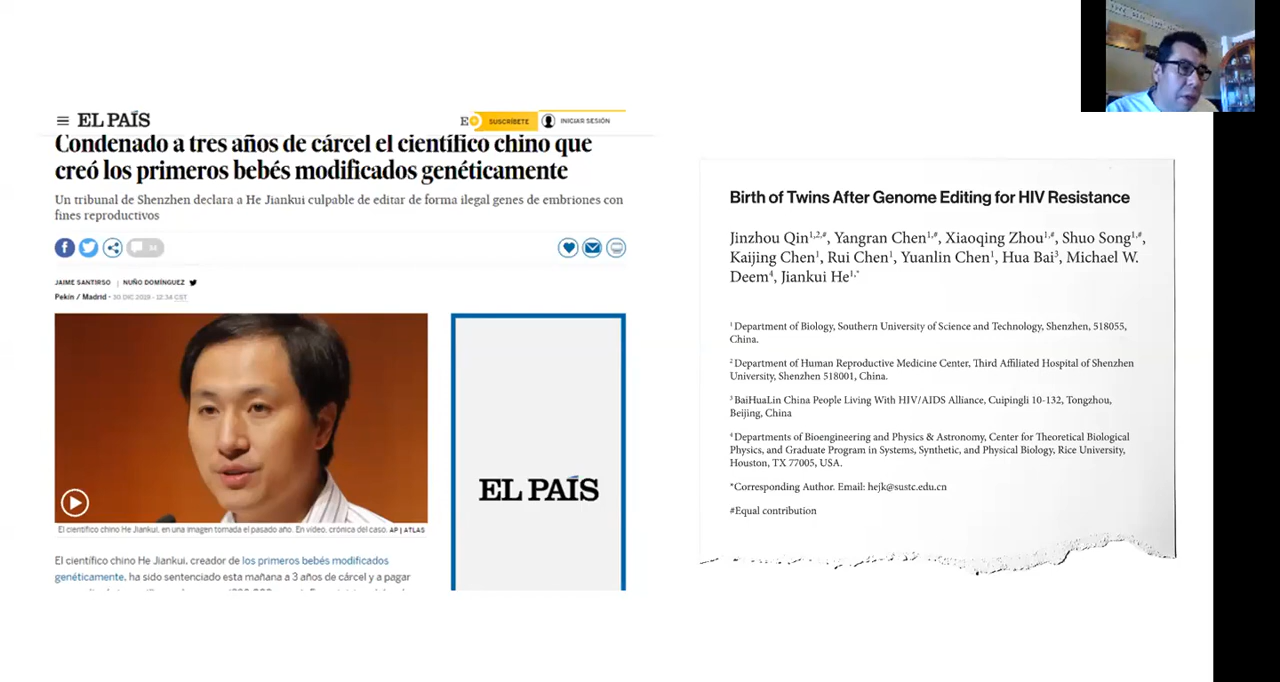 EL PAÍS
SUSCRÍBETE
INICIAR SESIÓN
Condenado a tres años de cárcel el científico chino que
creó los primeros bebés modificados genéticamente
Un tribunal de Shenzhen declara a He Jiankui culpable de editar de forma ilegal genes de embriones con
fines reproductivos
JAIME SANTIRSO | NUÑO DOMÍNGUEZ
Pekín / Madrid - 30 DIC 2019 - 12:34 CST
El científico chino He Jiankui, en una imagen tomada el pasado año. En vídeo, crónica del caso. AP | ATLAS
El científico chino He Jiankui, creador de los primeros bebés modificados
genéticamente, ha sido sentenciado esta mañana a 3 años de cárcel y a pagar
EL PAÍS
Birth of Twins After Genome Editing for HIV Resistance
Jinzhou Qin1,2,#, Yangran Chen1,#, Xiaoqing Zhou1,#, Shuo Song1,#,
Kaijing Chen1, Rui Chen1, Yuanlin Chen1, Hua Bai3, Michael W.
Deem4, Jiankui He1,*
1 Department of Biology, Southern University of Science and Technology, Shenzhen, 518055,
China.
2 Department of Human Reproductive Medicine Center, Third Affiliated Hospital of Shenzhen
University, Shenzhen 518001, China.
3 BaiHuaLin China People Living With HIV/AIDS Alliance, Cuipingli 10-132, Tongzhou,
Beijing, China
4 Departments of Bioengineering and Physics & Astronomy, Center for Theoretical Biological
Physics, and Graduate Program in Systems, Synthetic, and Physical Biology, Rice University,
Houston, TX 77005, USA.
*Corresponding Author. Email: hejk@sustc.edu.cn
#Equal contribution